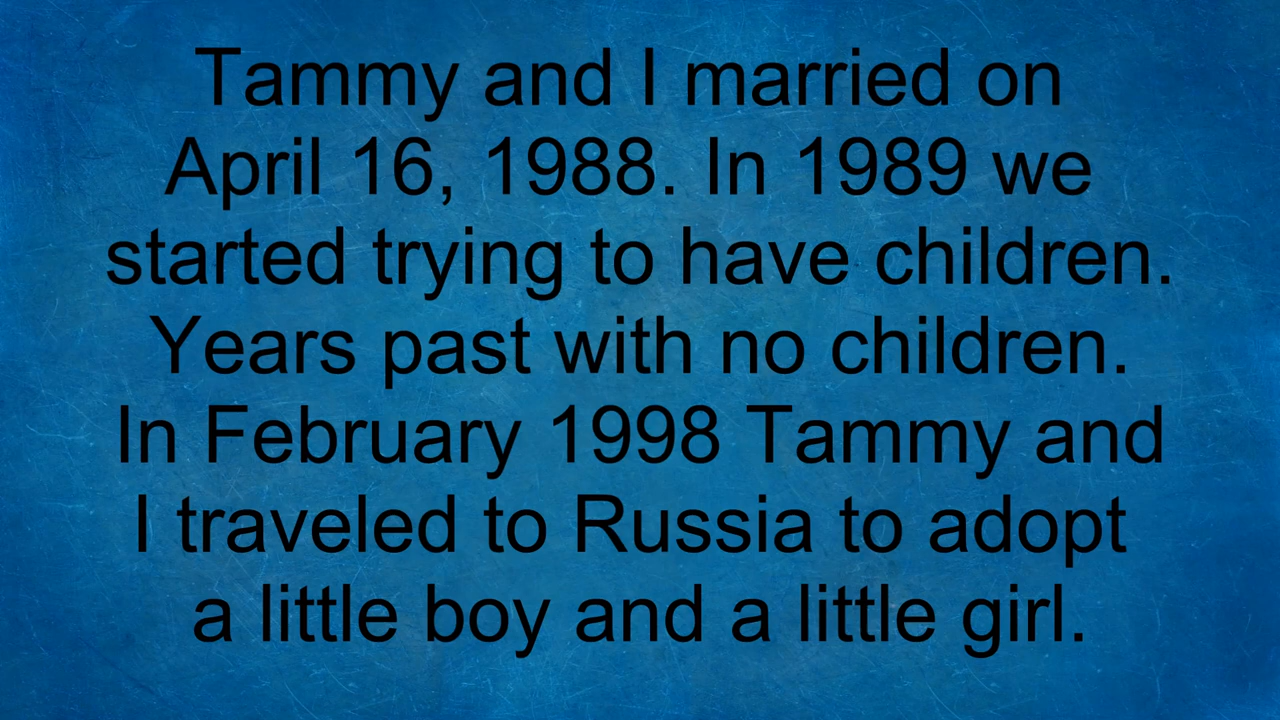 Tammy and I married on
April 16, 1988. In 1989 we
started trying to have children.
Years past with no children.
In February 1998 Tammy and
I traveled to Russia to adopt
a little boy and a little girl.